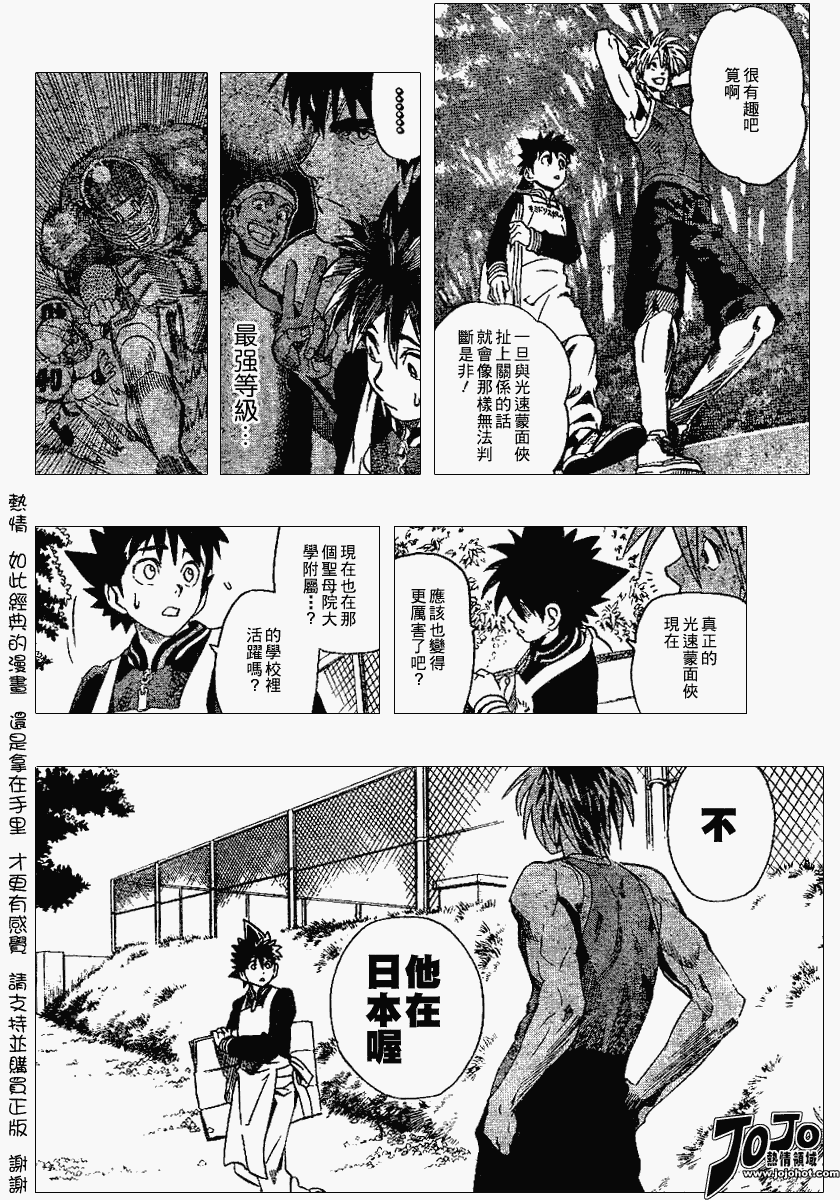 很有趣吧
筧啊
一旦與光速蒙面俠
扯上關係的話
就會像那樣無法判
斷是非！
……
最强等級…
真正的
光速蒙面俠
現在
應該也變得
更厲害了吧？
現在也在那
個聖母院大
學附屬…？
的學校裡
活躍嗎？
不
他在
日本喔
熱情 如此經典的漫畫 還是拿在手里 才更有感覺 請支持並購買正版 謝謝
JOJO
熱情領域
www.jojohot.com